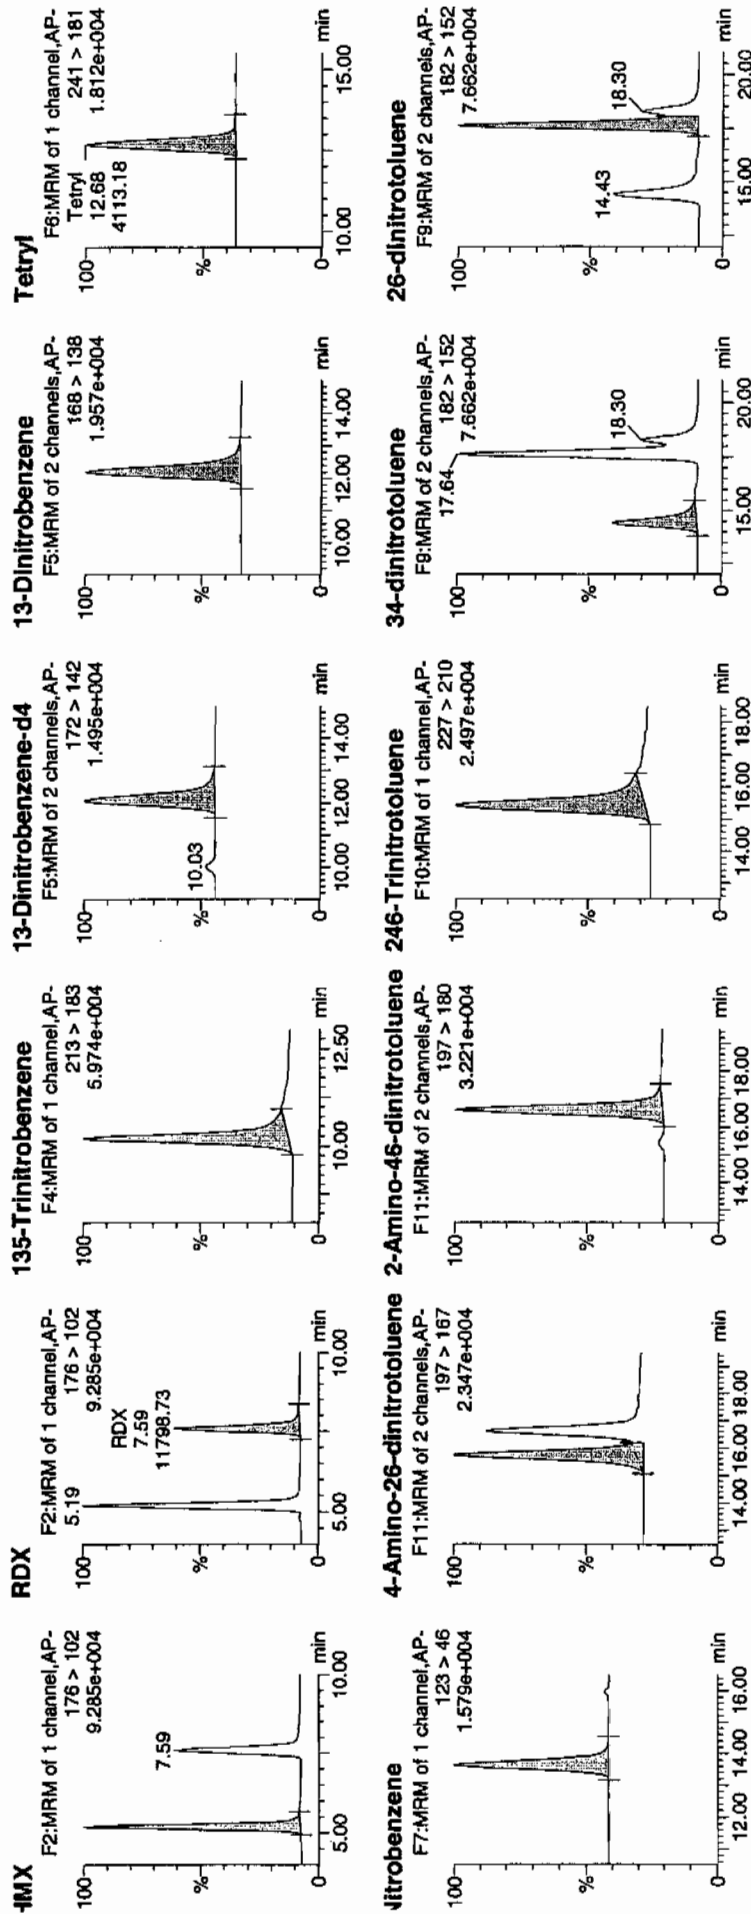 HMX
F2:MRM of 1 channel,AP-
176 > 102
9.285e+004
100
7.59
%
0
5.00
10.00
min
RDX
F2:MRM of 1 channel,AP-
176 > 102
9.285e+004
100
5.19
RDX
7.59
11798.73
%
0
5.00
10.00
min
135-Trinitrobenzene
F4:MRM of 1 channel,AP-
213 > 183
5.974e+004
100
%
0
10.00
12.50
min
13-Dinitrobenzene-d4
F5:MRM of 2 channels,AP-
172 > 142
1.495e+004
100
10.03
%
0
10.00
12.00
14.00
min
13-Dinitrobenzene
F5:MRM of 2 channels,AP-
168 > 138
1.957e+004
100
%
0
10.00
12.00
14.00
min
Tetryl
F6:MRM of 1 channel,AP-
241 > 181
1.812e+004
100
Tetryl
12.68
4113.18
%
0
10.00
15.00
min
Nitrobenzene
F7:MRM of 1 channel,AP-
123 > 46
1.579e+004
100
%
0
12.00
14.00
16.00
min
4-Amino-26-dinitrotoluene
F11:MRM of 2 channels,AP-
197 > 167
2.347e+004
100
%
0
14.00
16.00
18.00
min
2-Amino-46-dinitrotoluene
F11:MRM of 2 channels,AP-
197 > 180
3.221e+004
100
%
0
14.00
16.00
18.00
min
246-Trinitrotoluene
F10:MRM of 1 channel,AP-
227 > 210
2.497e+004
100
%
0
14.00
16.00
18.00
min
34-dinitrotoluene
F9:MRM of 2 channels,AP-
182 > 152
7.662e+004
100
17.64
18.30
%
0
15.00
20.00
min
26-dinitrotoluene
F9:MRM of 2 channels,AP-
182 > 152
7.662e+004
100
14.43
18.30
%
0
15.00
20.00
min